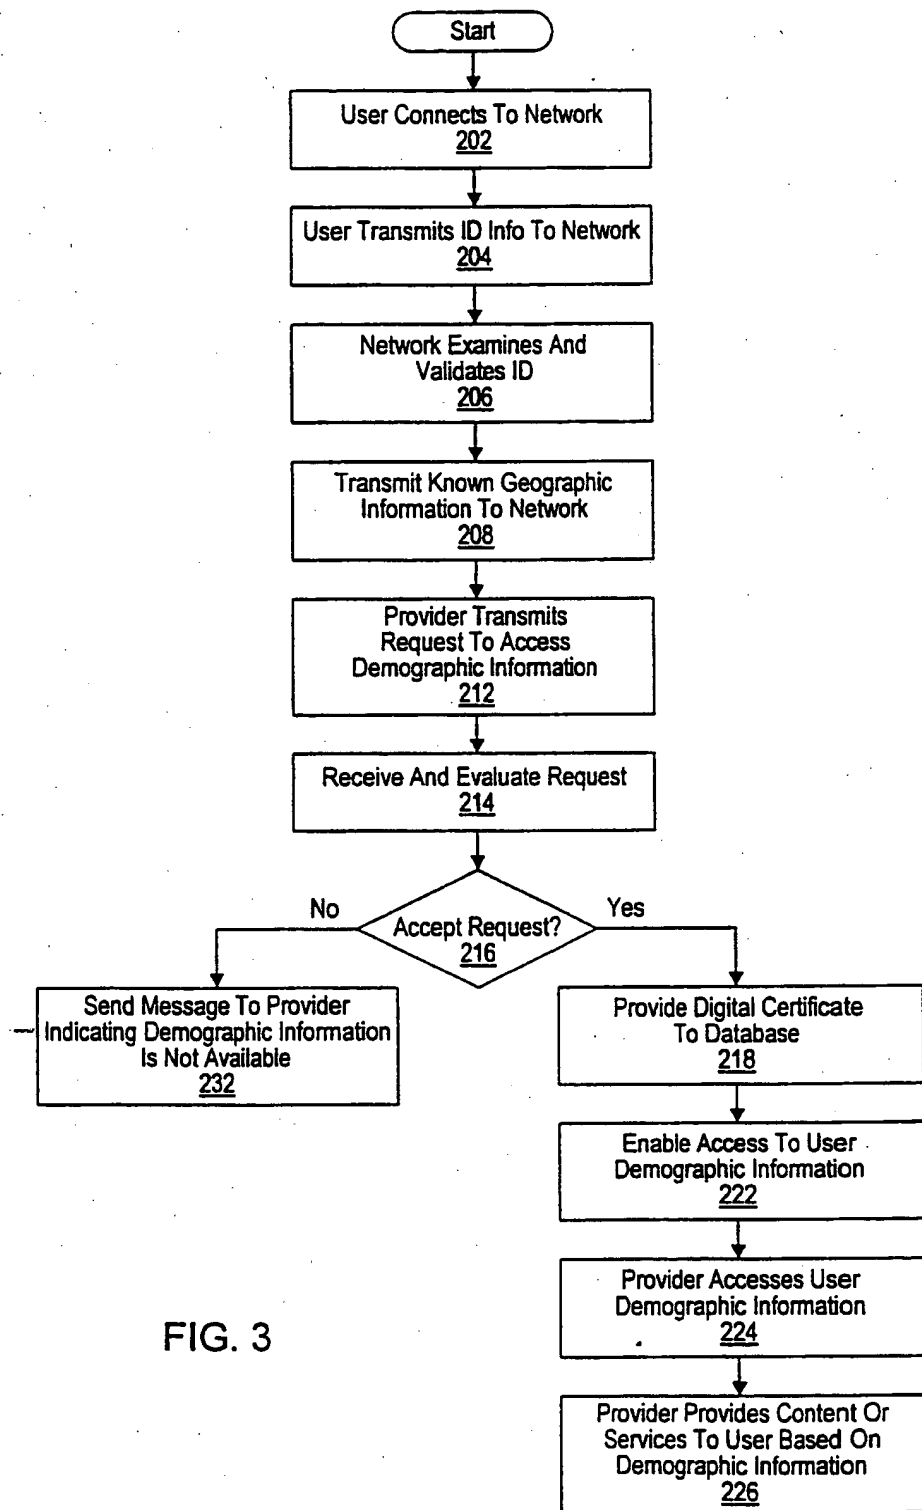 Start
User Connects To Network
202
User Transmits ID Info To Network
204
Network Examines And
Validates ID
206
Transmit Known Geographic
Information To Network
208
Provider Transmits
Request To Access
Demographic Information
212
Receive And Evaluate Request
214
No
Yes
Accept Request?
216
Send Message To Provider
Indicating Demographic Information
Is Not Available
232
Provide Digital Certificate
To Database
218
Enable Access To User
Demographic Information
222
Provider Accesses User
Demographic Information
224
Provider Provides Content Or
Services To User Based On
Demographic Information
226
FIG. 3